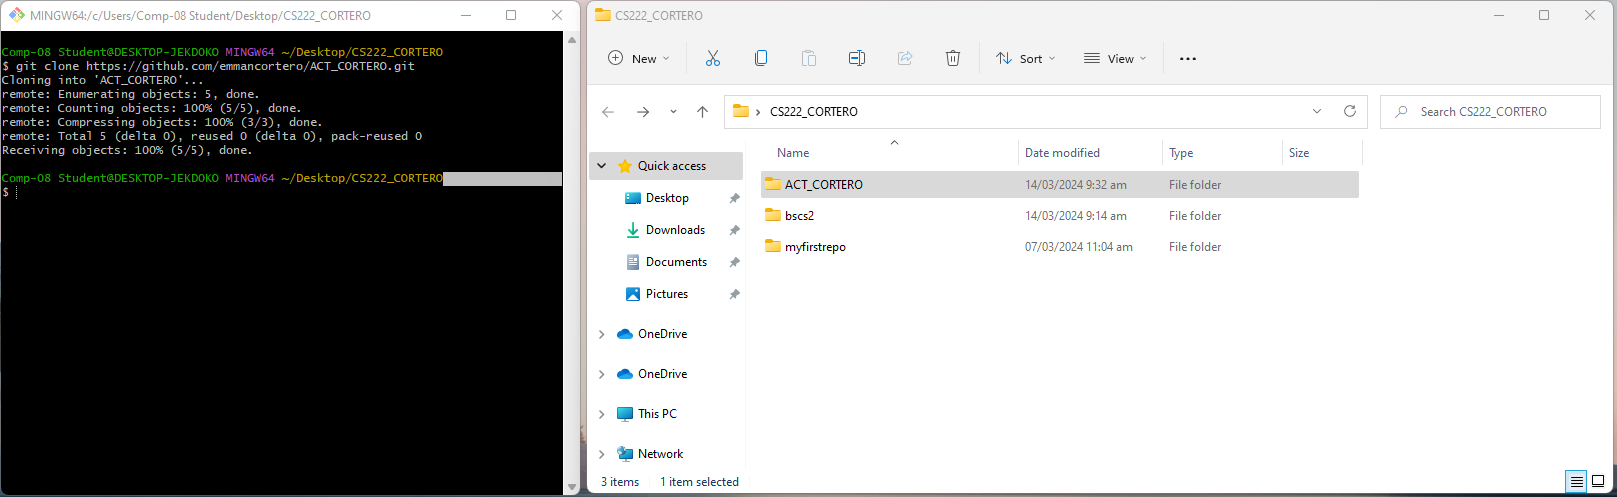 MINGW64:/c/Users/Comp-08 Student/Desktop/CS222_CORTERO
Comp-08 Student@DESKTOP-JEKDOKO MINGW64 ~/Desktop/CS222_CORTERO
$ git clone https://github.com/emmancortero/ACT_CORTERO.git
Cloning into 'ACT_CORTERO'...
remote: Enumerating objects: 5, done.
remote: Counting objects: 100% (5/5), done.
remote: Compressing objects: 100% (3/3), done.
remote: Total 5 (delta 0), reused 0 (delta 0), pack-reused 0
Receiving objects: 100% (5/5), done.
Comp-08 Student@DESKTOP-JEKDOKO MINGW64 ~/Desktop/CS222_CORTERO
$
CS222_CORTERO
New Sort View
CS222_CORTERO Search CS222_CORTERO
Name Date modified Type Size
ACT_CORTERO 14/03/2024 9:32 am File folder
bscs2 14/03/2024 9:14 am File folder
myfirstrepo 07/03/2024 11:04 am File folder
Quick access
Desktop
Downloads
Documents
Pictures
OneDrive
OneDrive
This PC
Network
3 items 1 item selected